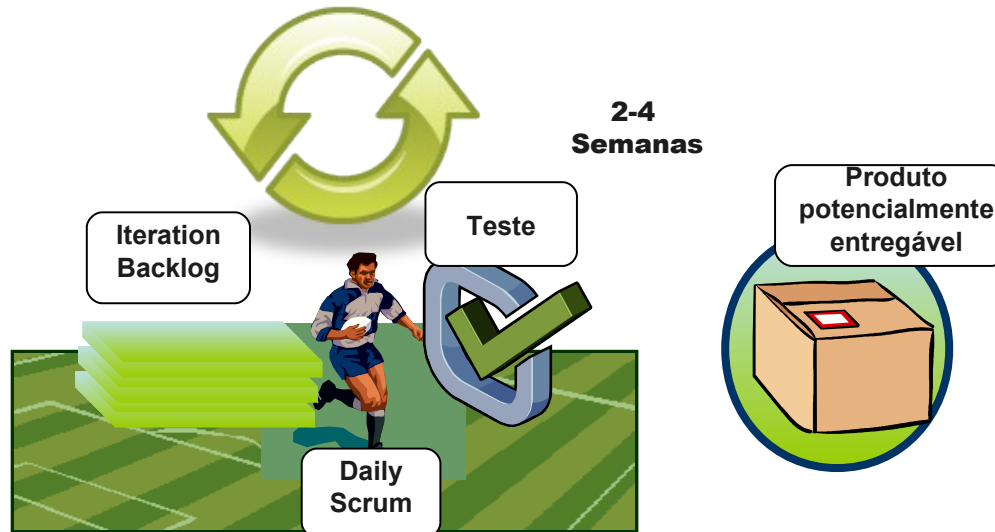 2-4
Semanas
Produto
potencialmente
entregável
Teste
Iteration
Backlog
Daily
Scrum